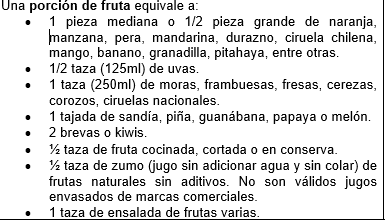 Una porción de fruta equivale a:
• 1 pieza mediana o 1/2 pieza grande de naranja,
manzana, pera, mandarina, durazno, ciruela chilena,
mango, banano, granadilla, pitahaya, entre otras.
• 1/2 taza (125ml) de uvas.
• 1 taza (250ml) de moras, frambuesas, fresas, cerezas,
corozos, ciruelas nacionales.
• 1 tajada de sandía, piña, guanábana, papaya o melón.
• 2 brevas o kiwis.
• ½ taza de fruta cocinada, cortada o en conserva.
• ½ taza de zumo (jugo sin adicionar agua y sin colar) de
frutas naturales sin aditivos. No son válidos jugos
envasados de marcas comerciales.
• 1 taza de ensalada de frutas varias.